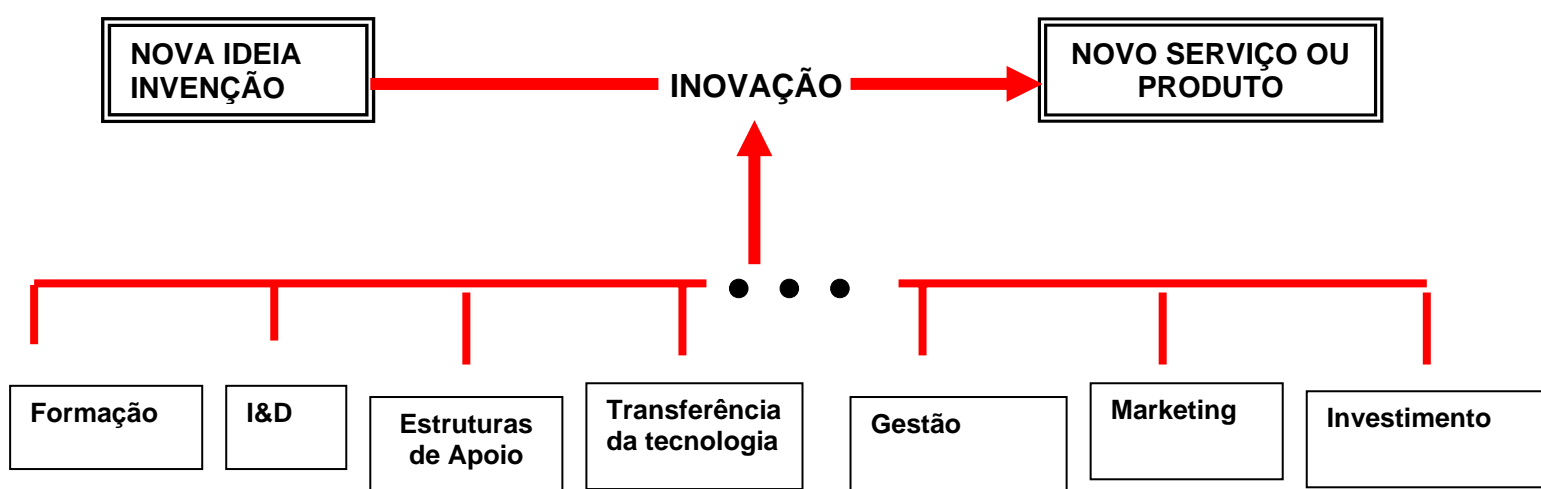 NOVA IDEIA
INVENÇÃO
INOVAÇÃO
NOVO SERVIÇO OU
PRODUTO
Formação
I&D
Estruturas
de Apoio
Transferência
da tecnologia
Gestão
Marketing
Investimento